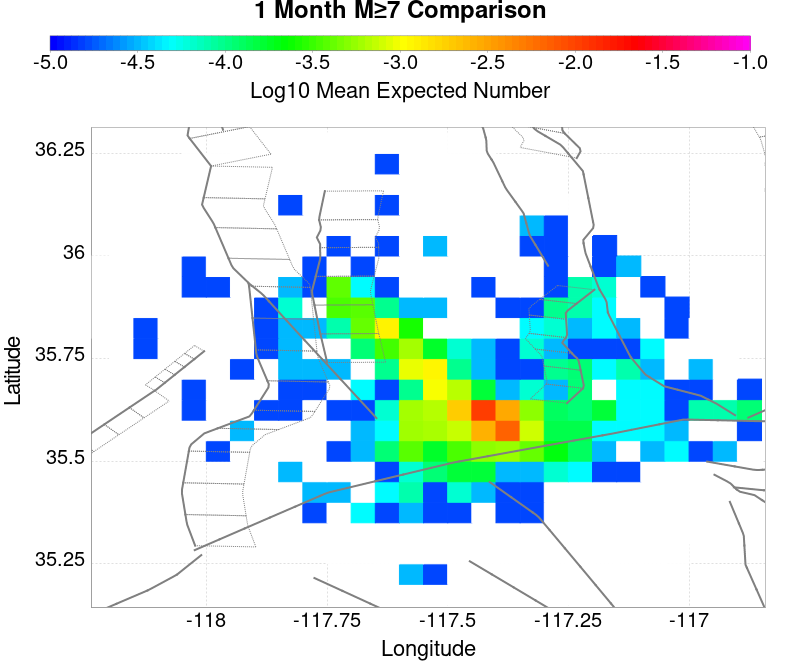 1 Month M≥7 Comparison
-5.0 -4.5 -4.0 -3.5 -3.0 -2.5 -2.0 -1.5 -1.0
Log10 Mean Expected Number
36.25
36
35.75
35.5
35.25
Latitude
-118 -117.75 -117.5 -117.25 -117
Longitude